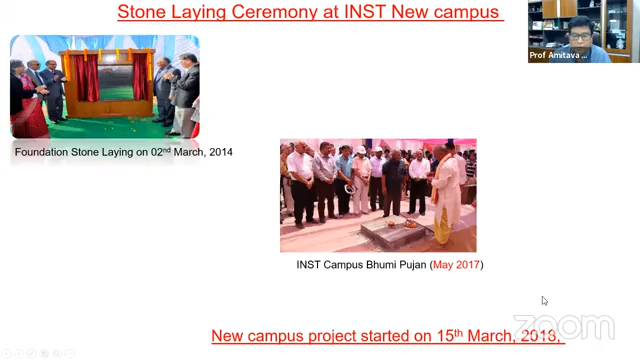 Stone Laying Ceremony at INST New campus
Prof Amitava
Foundation Stone Laying on 02nd March, 2014
INST Campus Bhumi Pujan (May 2017)
zoom
New campus project started on 15th March, 2018,